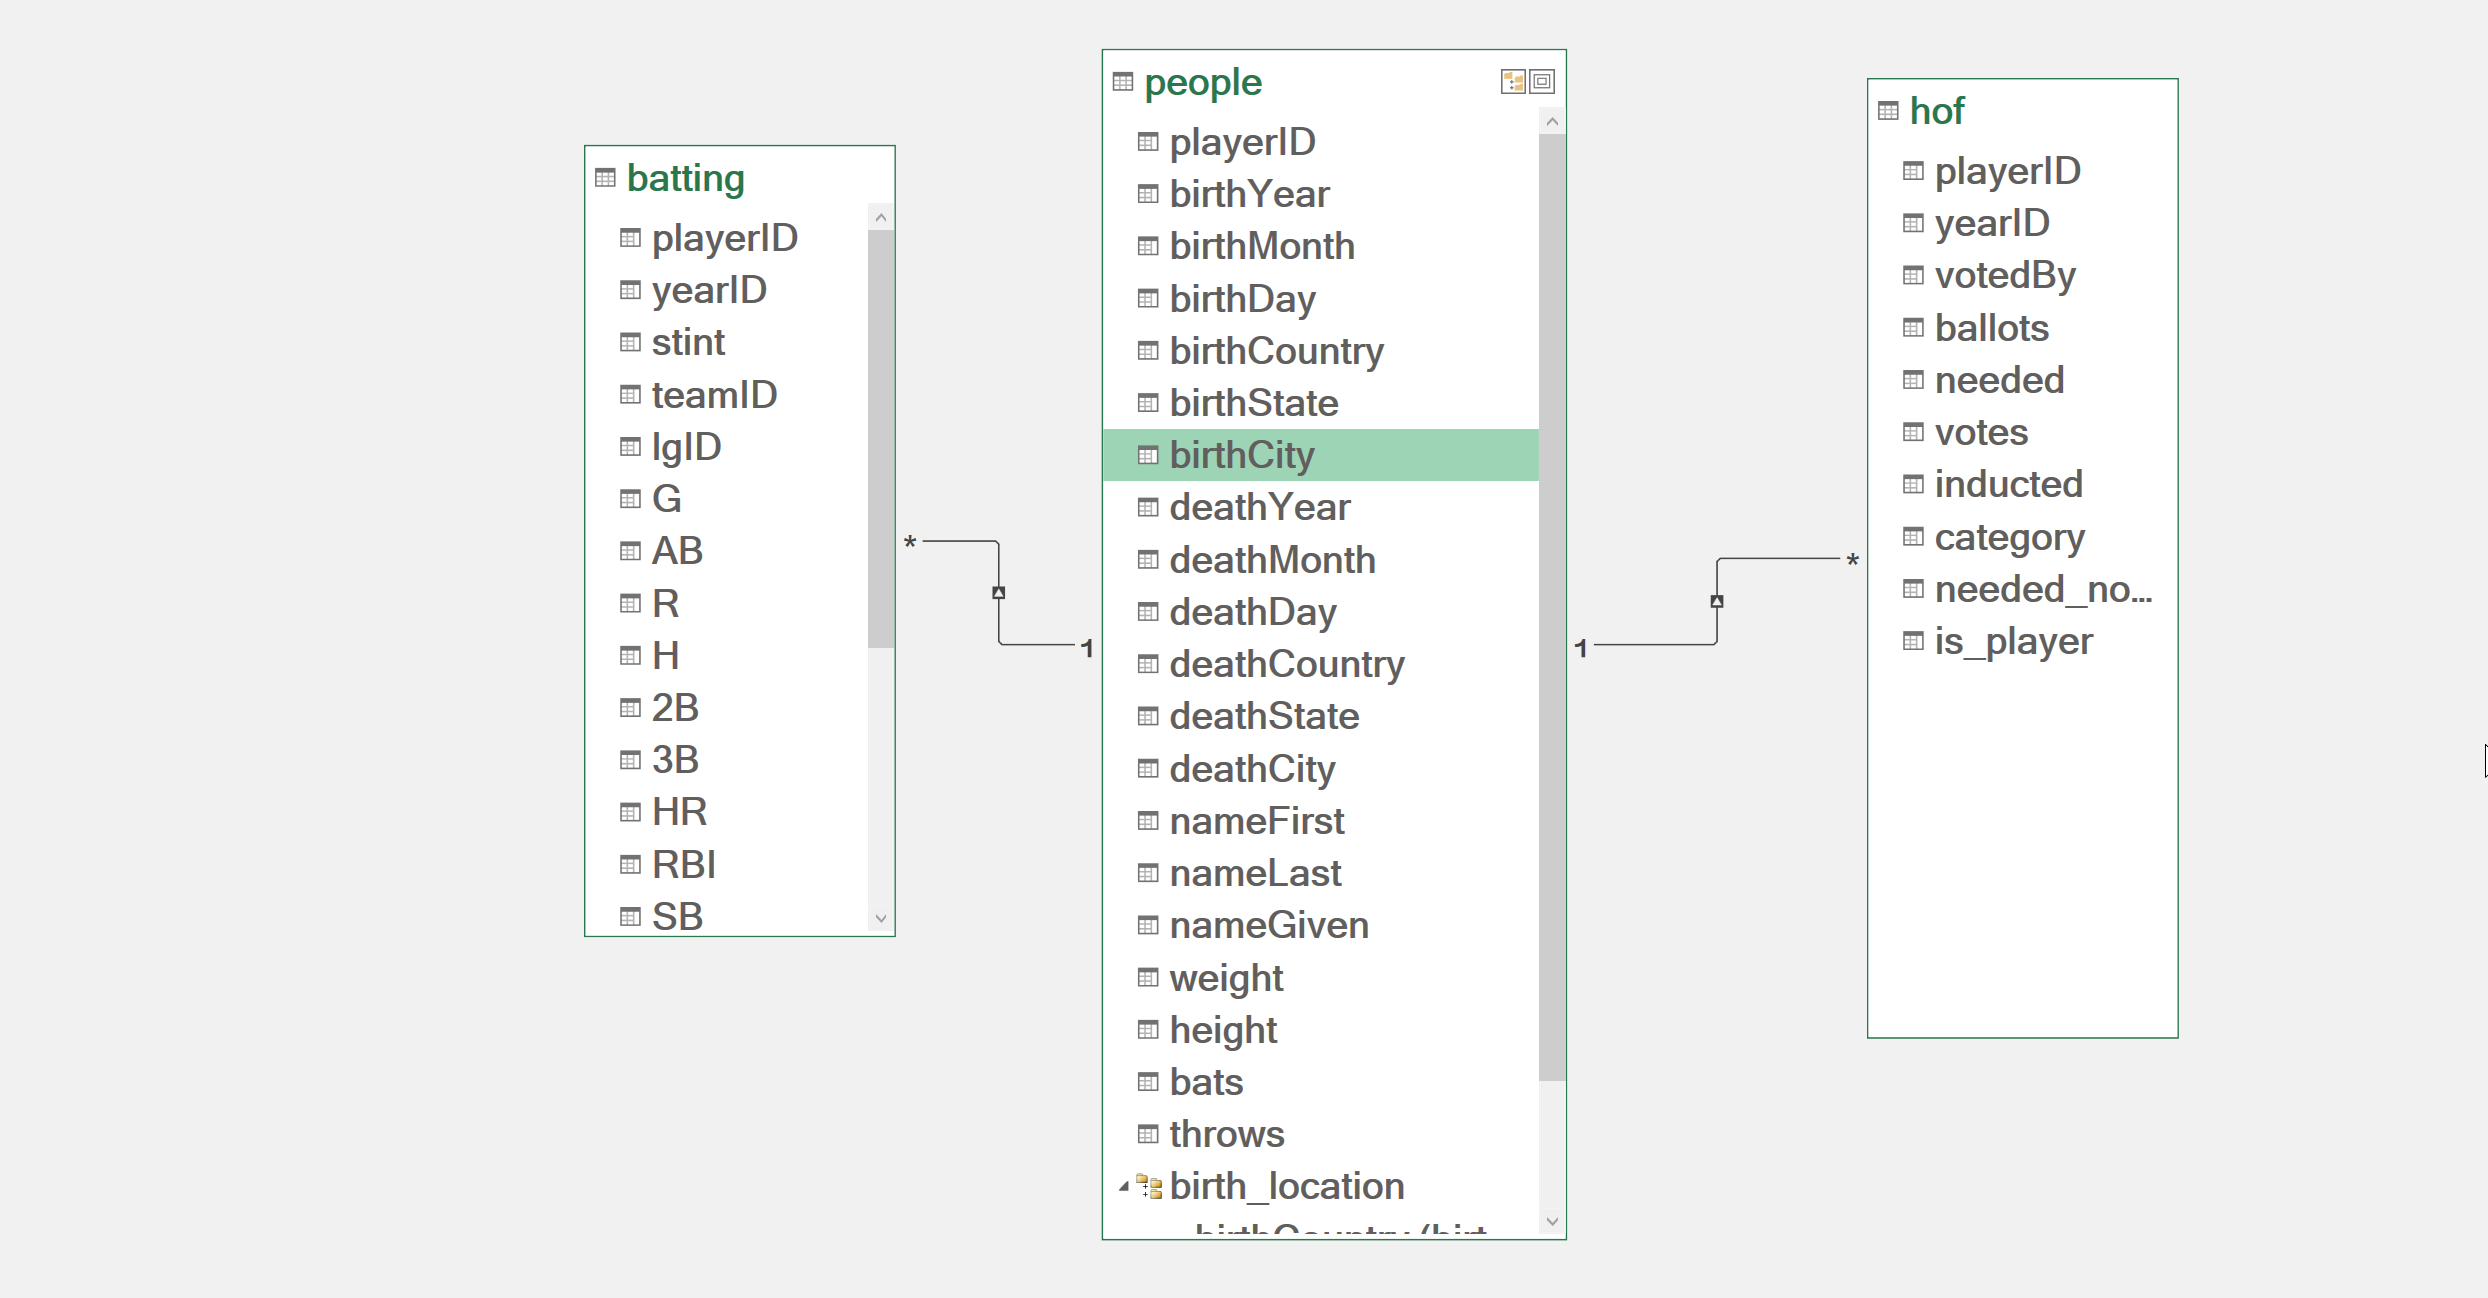 batting
playerID
yearID
stint
teamID
lgID
G
AB
R
H
2B
3B
HR
RBI
SB
*
1
people
playerID
birthYear
birthMonth
birthDay
birthCountry
birthState
birthCity
deathYear
deathMonth
deathDay
deathCountry
deathState
deathCity
nameFirst
nameLast
nameGiven
weight
height
bats
throws
birth_location
birthCountry (birt
1
*
hof
playerID
yearID
votedBy
ballots
needed
votes
inducted
category
needed_no...
is_player